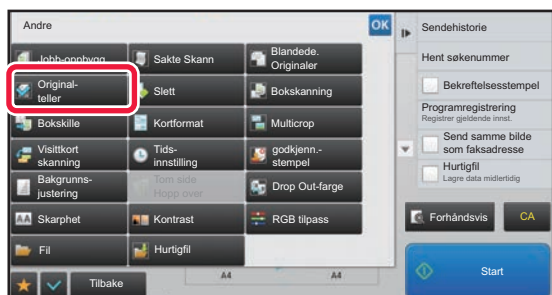 Andre
OK
Jobb-oppbygg
Sakte Skann
Blandede.
Originaler
Original-
teller
Slett
Bokskanning
Bokskille
Kortformat
Multicrop
Visittkort
skanning
Tids-
innstilling
godkjenn.-
stempel
Bakgrunns-
justering
Tom side
Hopp over
Drop Out-farge
AA
Skarphet
Kontrast
RGB tilpass
Fil
Hurtigfil
Tilbake
A4
A4
Sendehistorie
Hent søkenummer
Bekreftelsesstempel
Programregistrering
Registrer gjeldende innst.
Send samme bilde
som faksadresse
Hurtigfil
Lagre data midlertidig
Forhåndsvis
CA
Start